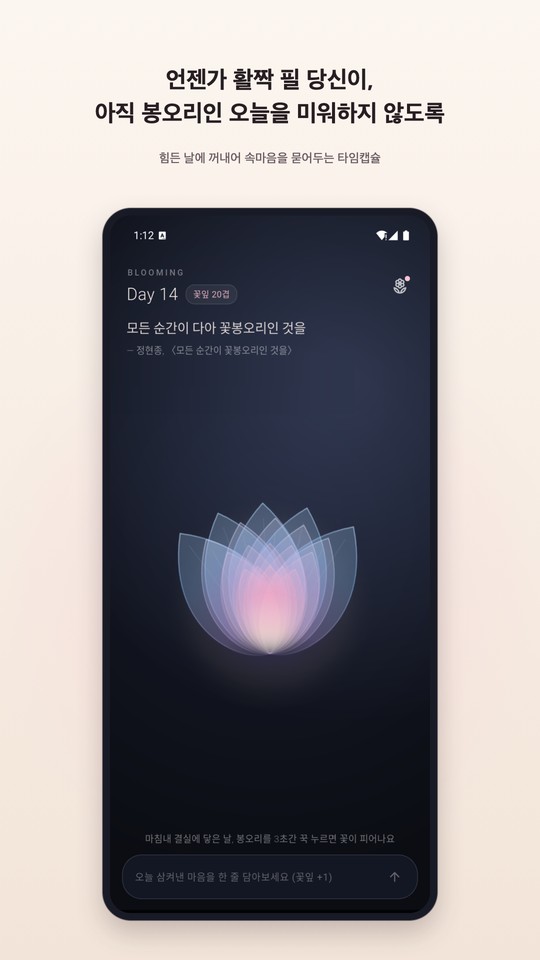 언젠가 활짝 필 당신이,
아직 봉오리인 오늘을 미워하지 않도록
힘든 날에 꺼내어 속마음을 묻어두는 타임캡슐
1:12 A
BLOOMING
Day 14 꽃잎 20겹
모든 순간이 다아 꽃봉오리인 것을
— 정현종, 〈모든 순간이 꽃봉오리인 것을〉
마침내 결실에 닿은 날, 봉오리를 3초간 꾹 누르면 꽃이 피어나요
오늘 삼켜낸 마음을 한 줄 담아보세요 (꽃잎 +1)